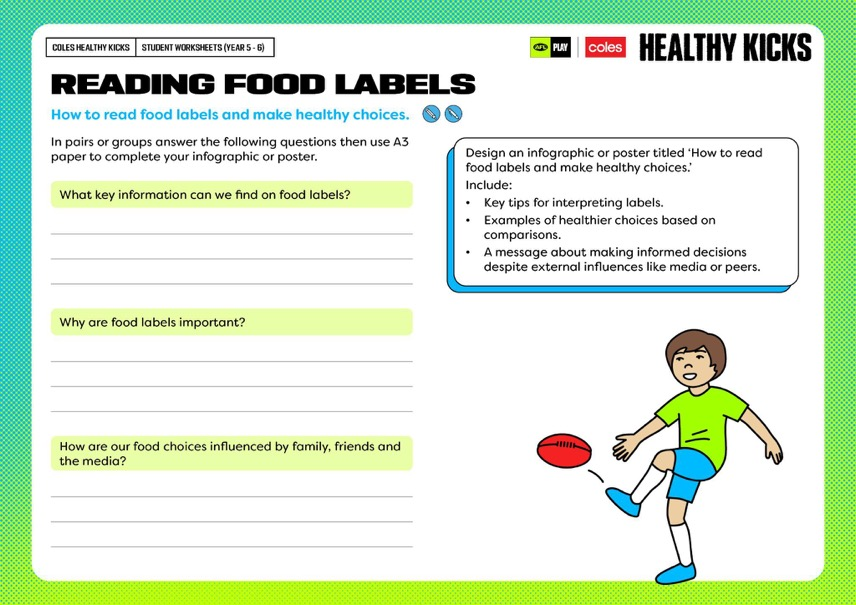 COLES HEALTHY KICKS STUDENT WORKSHEETS (YEAR 5 - 6)
AFL PLAY coles HEALTHY KICKS
READING FOOD LABELS
How to read food labels and make healthy choices.
In pairs or groups answer the following questions then use A3
paper to complete your infographic or poster.
What key information can we find on food labels?
Why are food labels important?
How are our food choices influenced by family, friends and
the media?
Design an infographic or poster titled ‘How to read
food labels and make healthy choices.’
Include:
• Key tips for interpreting labels.
• Examples of healthier choices based on
comparisons.
• A message about making informed decisions
despite external influences like media or peers.